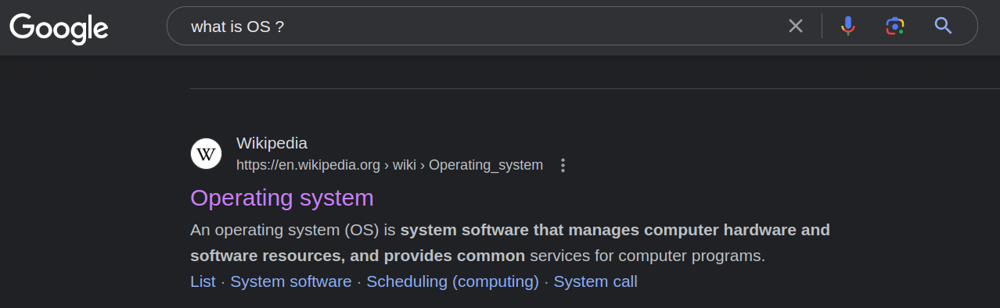 Google
what is OS ?
W
Wikipedia
https://en.wikipedia.org › wiki › Operating_system
Operating system
An operating system (OS) is system software that manages computer hardware and
software resources, and provides common services for computer programs.
List · System software · Scheduling (computing) · System call